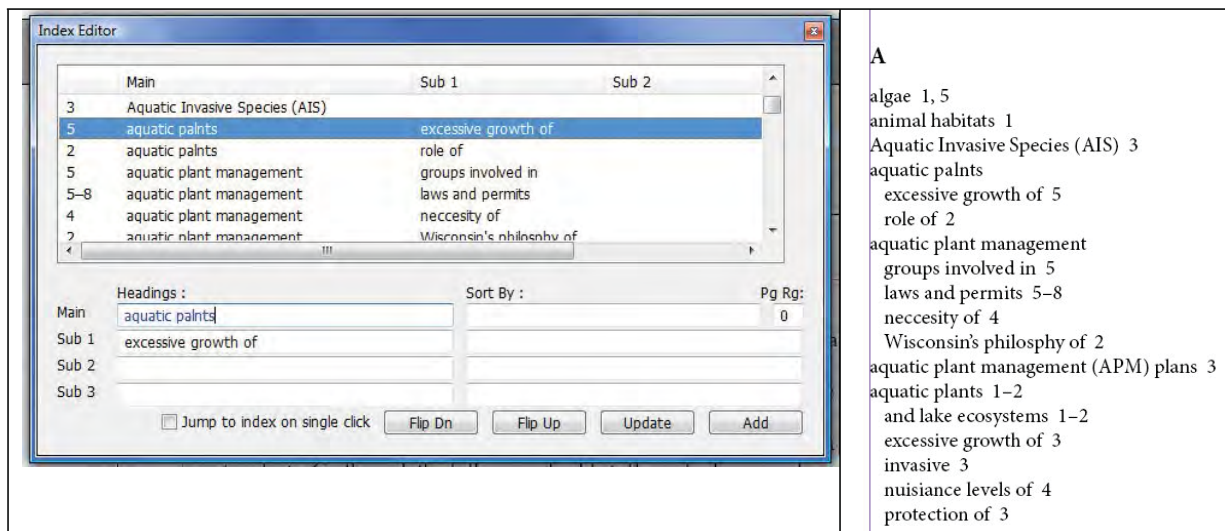 Index Editor
Main Sub 1 Sub 2
3 Aquatic Invasive Species (AIS)
5 aquatic palnts excessive growth of
2 aquatic palnts role of
5 aquatic plant management groups involved in
5–8 aquatic plant management laws and permits
4 aquatic plant management neccesity of
2 aquatic plant management Wisconsin's philosphy of
Headings : Sort By : Pg Rg:
Main aquatic palnts 0
Sub 1 excessive growth of
Sub 2
Sub 3
Jump to index on single click Flip Dn Flip Up Update Add
A
algae 1, 5
animal habitats 1
Aquatic Invasive Species (AIS) 3
aquatic palnts
excessive growth of 5
role of 2
aquatic plant management
groups involved in 5
laws and permits 5–8
neccesity of 4
Wisconsin’s philosphy of 2
aquatic plant management (APM) plans 3
aquatic plants 1–2
and lake ecosystems 1–2
excessive growth of 3
invasive 3
nuisiance levels of 4
protection of 3